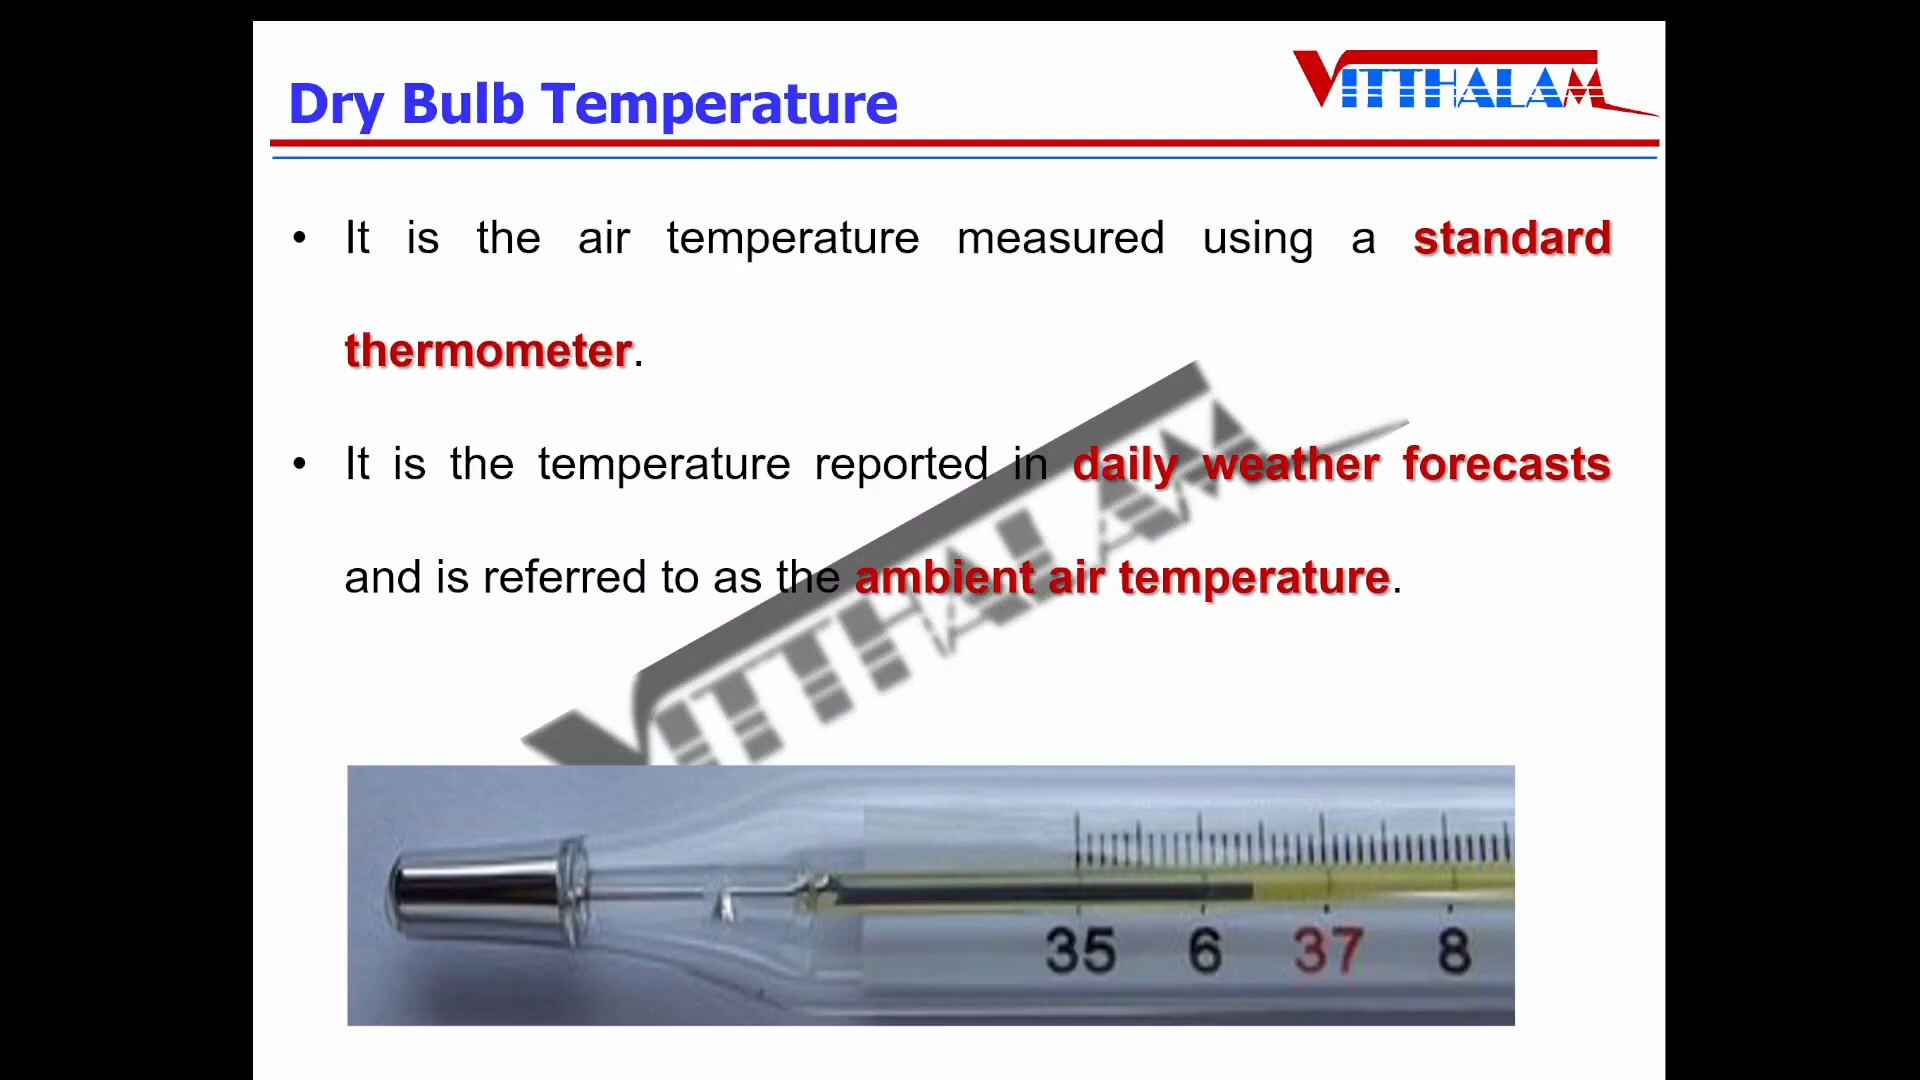 VITTHALAM
Dry Bulb Temperature
• It is the air temperature measured using a standard
thermometer.
• It is the temperature reported in daily weather forecasts
and is referred to as the ambient air temperature.
VITTHALAM
35 6 37 8